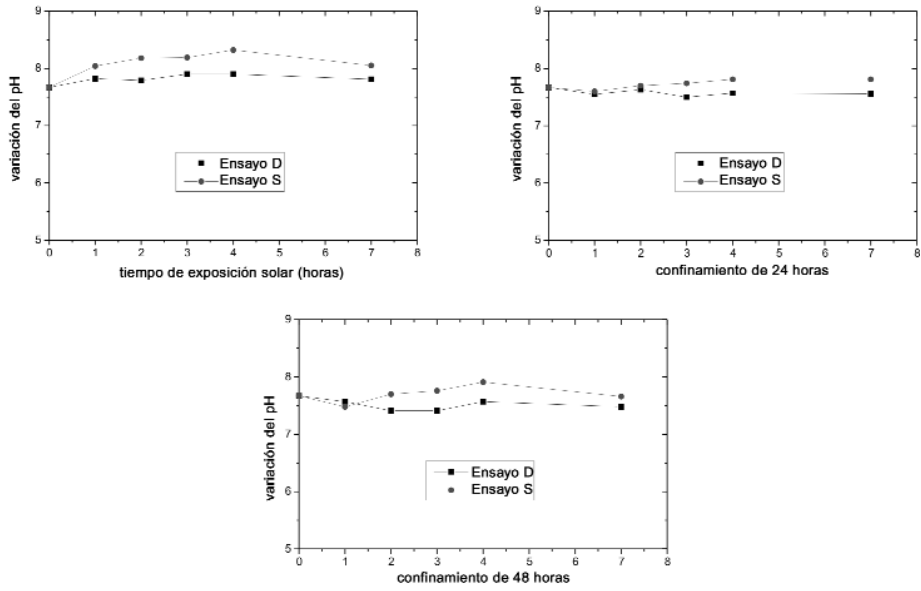 9
8
7
6
5
variación del pH
Ensayo D
Ensayo S
0 1 2 3 4 5 6 7 8
tiempo de exposición solar (horas)
9
8
7
6
5
variación del pH
Ensayo D
Ensayo S
0 1 2 3 4 5 6 7 8
confinamiento de 24 horas
9
8
7
6
5
variación del pH
Ensayo D
Ensayo S
0 1 2 3 4 5 6 7 8
confinamiento de 48 horas